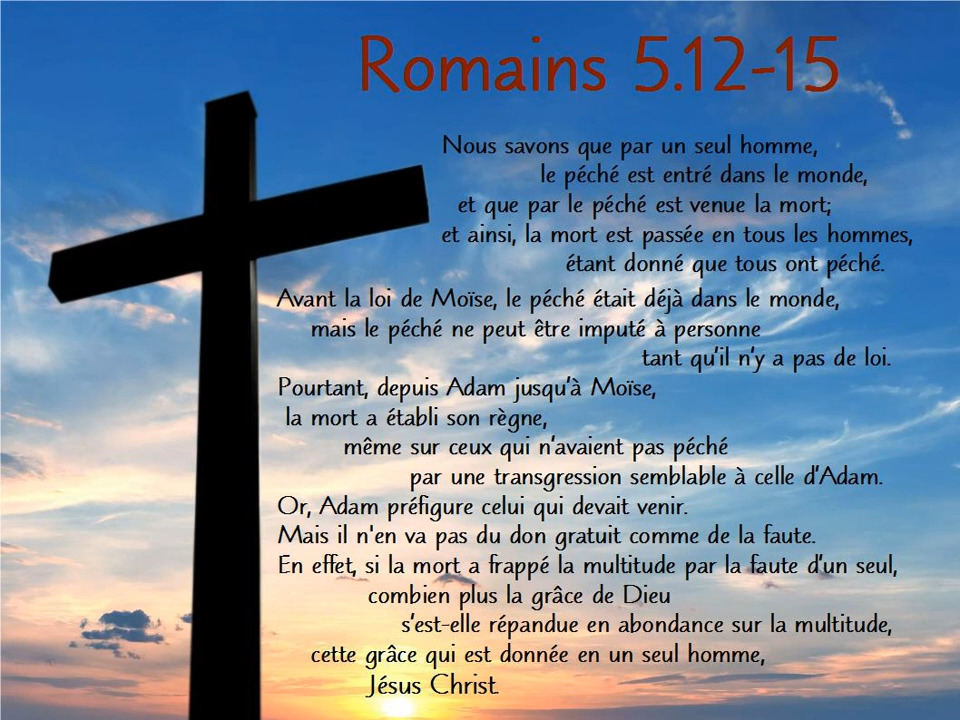 Romains 5.12-15
Nous savons que par un seul homme,
le péché est entré dans le monde,
et que par le péché est venue la mort;
et ainsi, la mort est passée en tous les hommes,
étant donné que tous ont péché.
Avant la loi de Moïse, le péché était déjà dans le monde,
mais le péché ne peut être imputé à personne
tant qu’il n’y a pas de loi.
Pourtant, depuis Adam jusqu’à Moïse,
la mort a établi son règne,
même sur ceux qui n’avaient pas péché
par une transgression semblable à celle d’Adam.
Or, Adam préfigure celui qui devait venir.
Mais il n'en va pas du don gratuit comme de la faute.
En effet, si la mort a frappé la multitude par la faute d’un seul,
combien plus la grâce de Dieu
s’est-elle répandue en abondance sur la multitude,
cette grâce qui est donnée en un seul homme,
Jésus Christ.